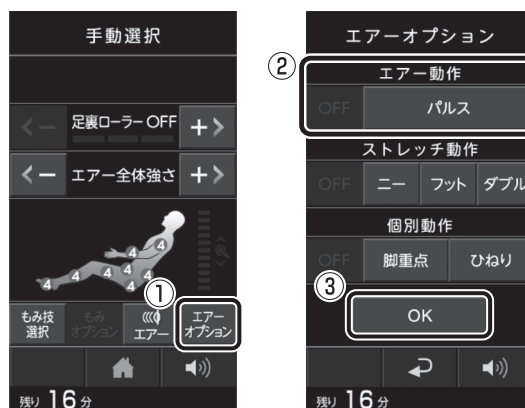 手動選択
足裏ローラー OFF
エアー全体強さ
4
4
4
4
4
4
4
①
もみ技
選択
もみ
オプション
エアー
エアー
オプション
残り 16 分
エアーオプション
②
エアー動作
OFF
パルス
ストレッチ動作
OFF
ニー
フット
ダブル
個別動作
OFF
脚重点
ひねり
③
OK
残り 16 分